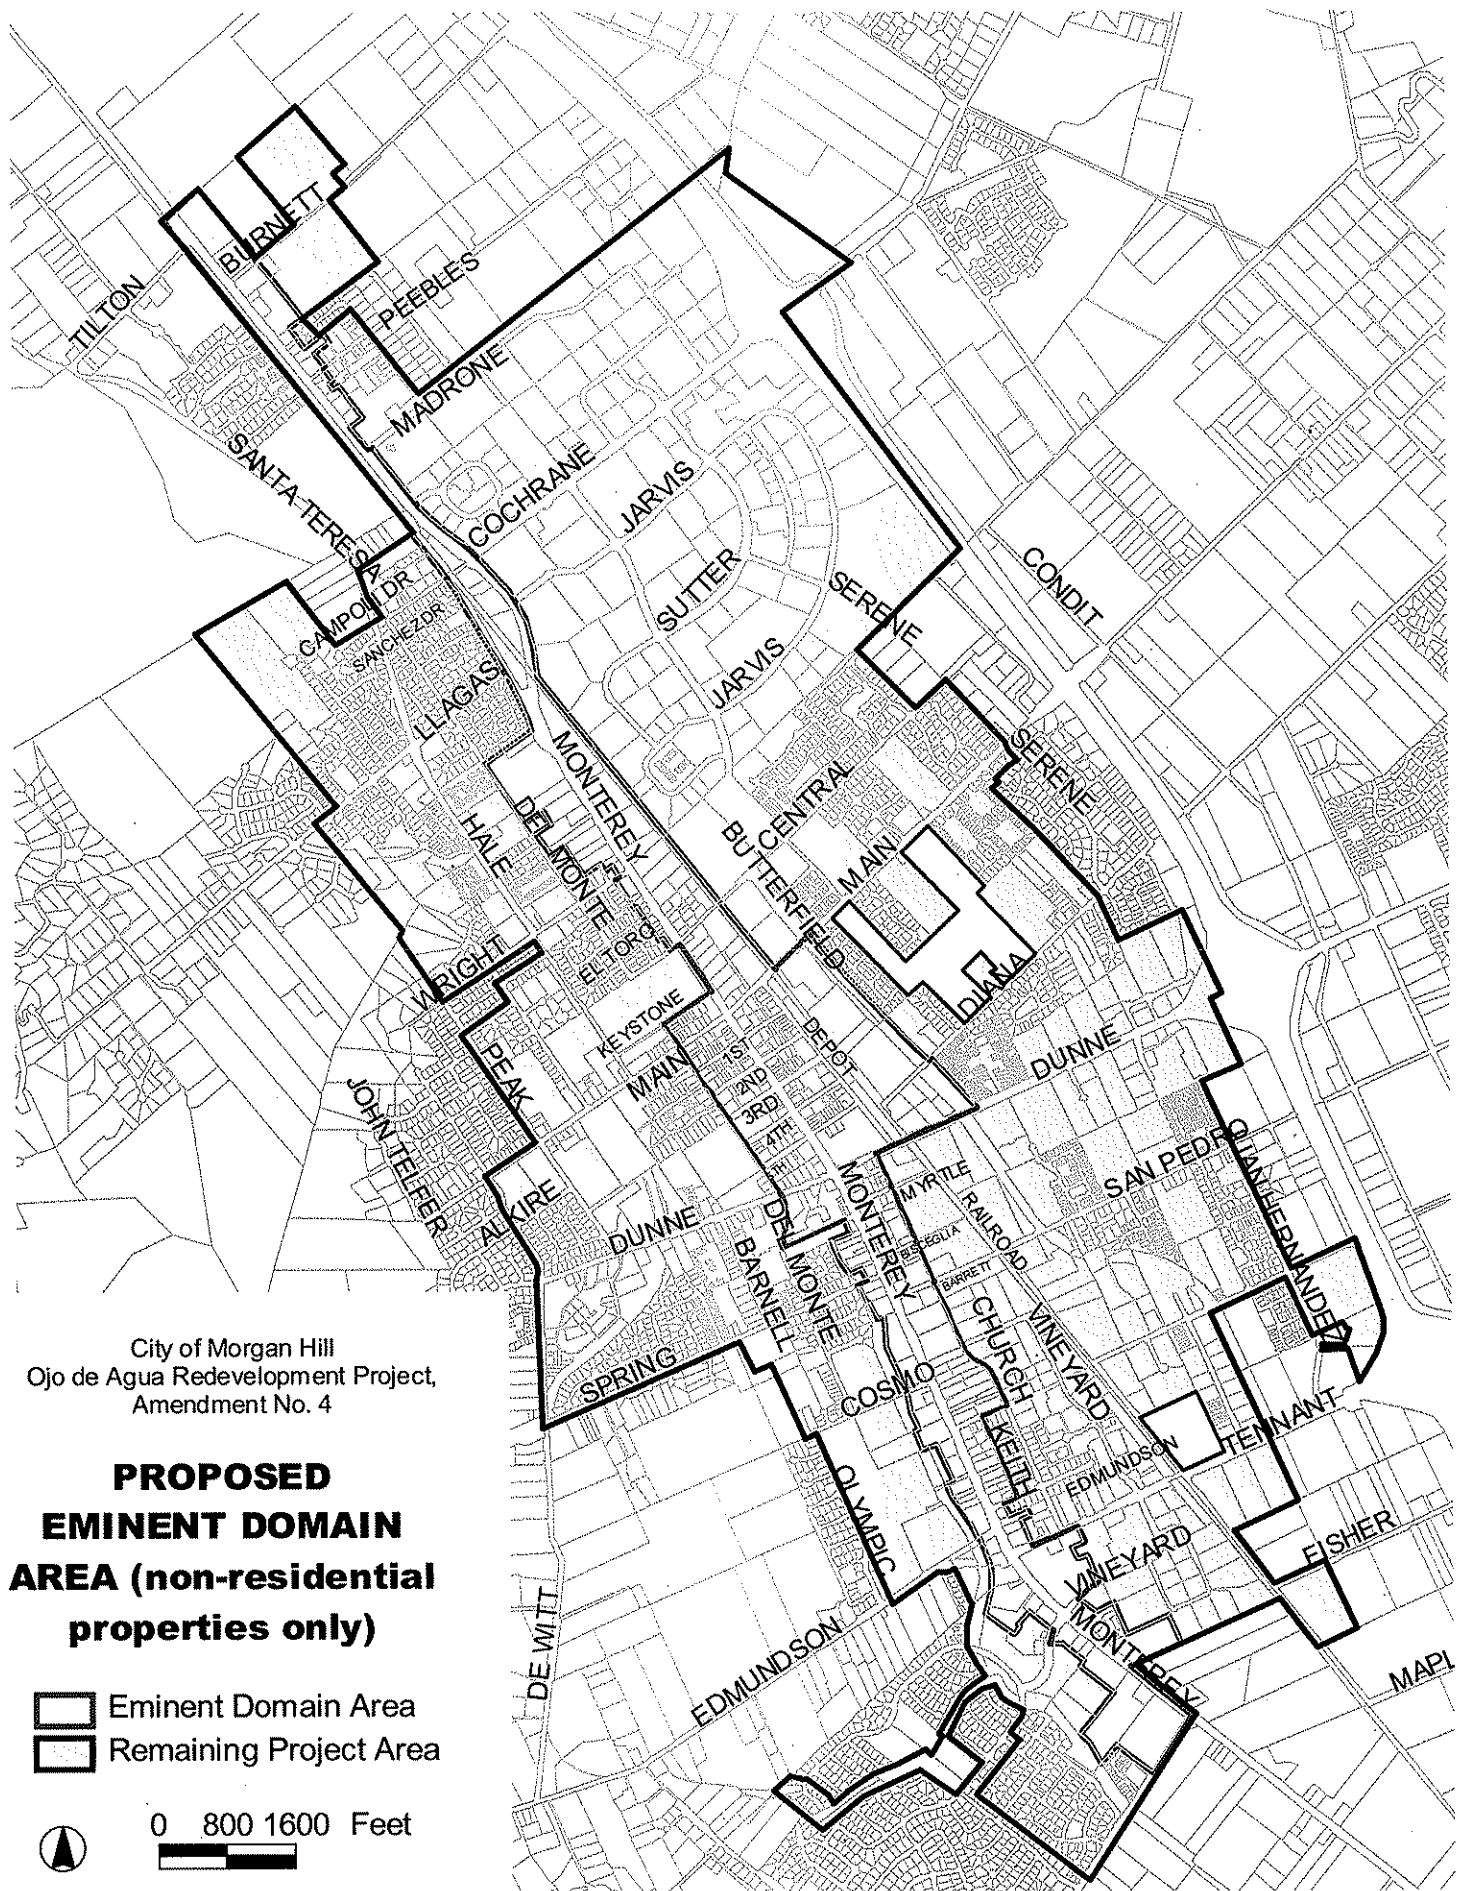 BURNETT
TILTON
PEEBLES
MADRONE
SANTA TERESA
COCHRANE
JARVIS
CONDIT
CAMPOLI DR
SANCHEZ DR
SUTTER
SERENE
LLAGAS
JARVIS
MONTEREY
SERENE
CENTRAL
DEL MONTE
HALE
BUTTERFIELD
MAIN
WRIGHT
EL TORO
DIANA
KEYSTONE
DEPOT
PEAK
MAIN
1ST
2ND
3RD
4TH
5TH
DUNNE
JOHN TELFER
SAN PEDRO
JUAN HERNANDEZ
MYRTLE
MONTEREY
RAILROAD
ALKIRE
DUNNE
DEL MONTE
BARNELL
BISCEGLIA
BARRETT
CHURCH
VINEYARD
City of Morgan Hill
Ojo de Agua Redevelopment Project,
Amendment No. 4
SPRING
COSMO
TENNANT
KEITH
EDMUNDSON
PROPOSED
EMINENT DOMAIN
AREA (non-residential
properties only)
OLYMPIC
FISHER
VINEYARD
DE WITT
EDMUNDSON
MONTEREY
MAPL
Eminent Domain Area
Remaining Project Area
0 800 1600 Feet